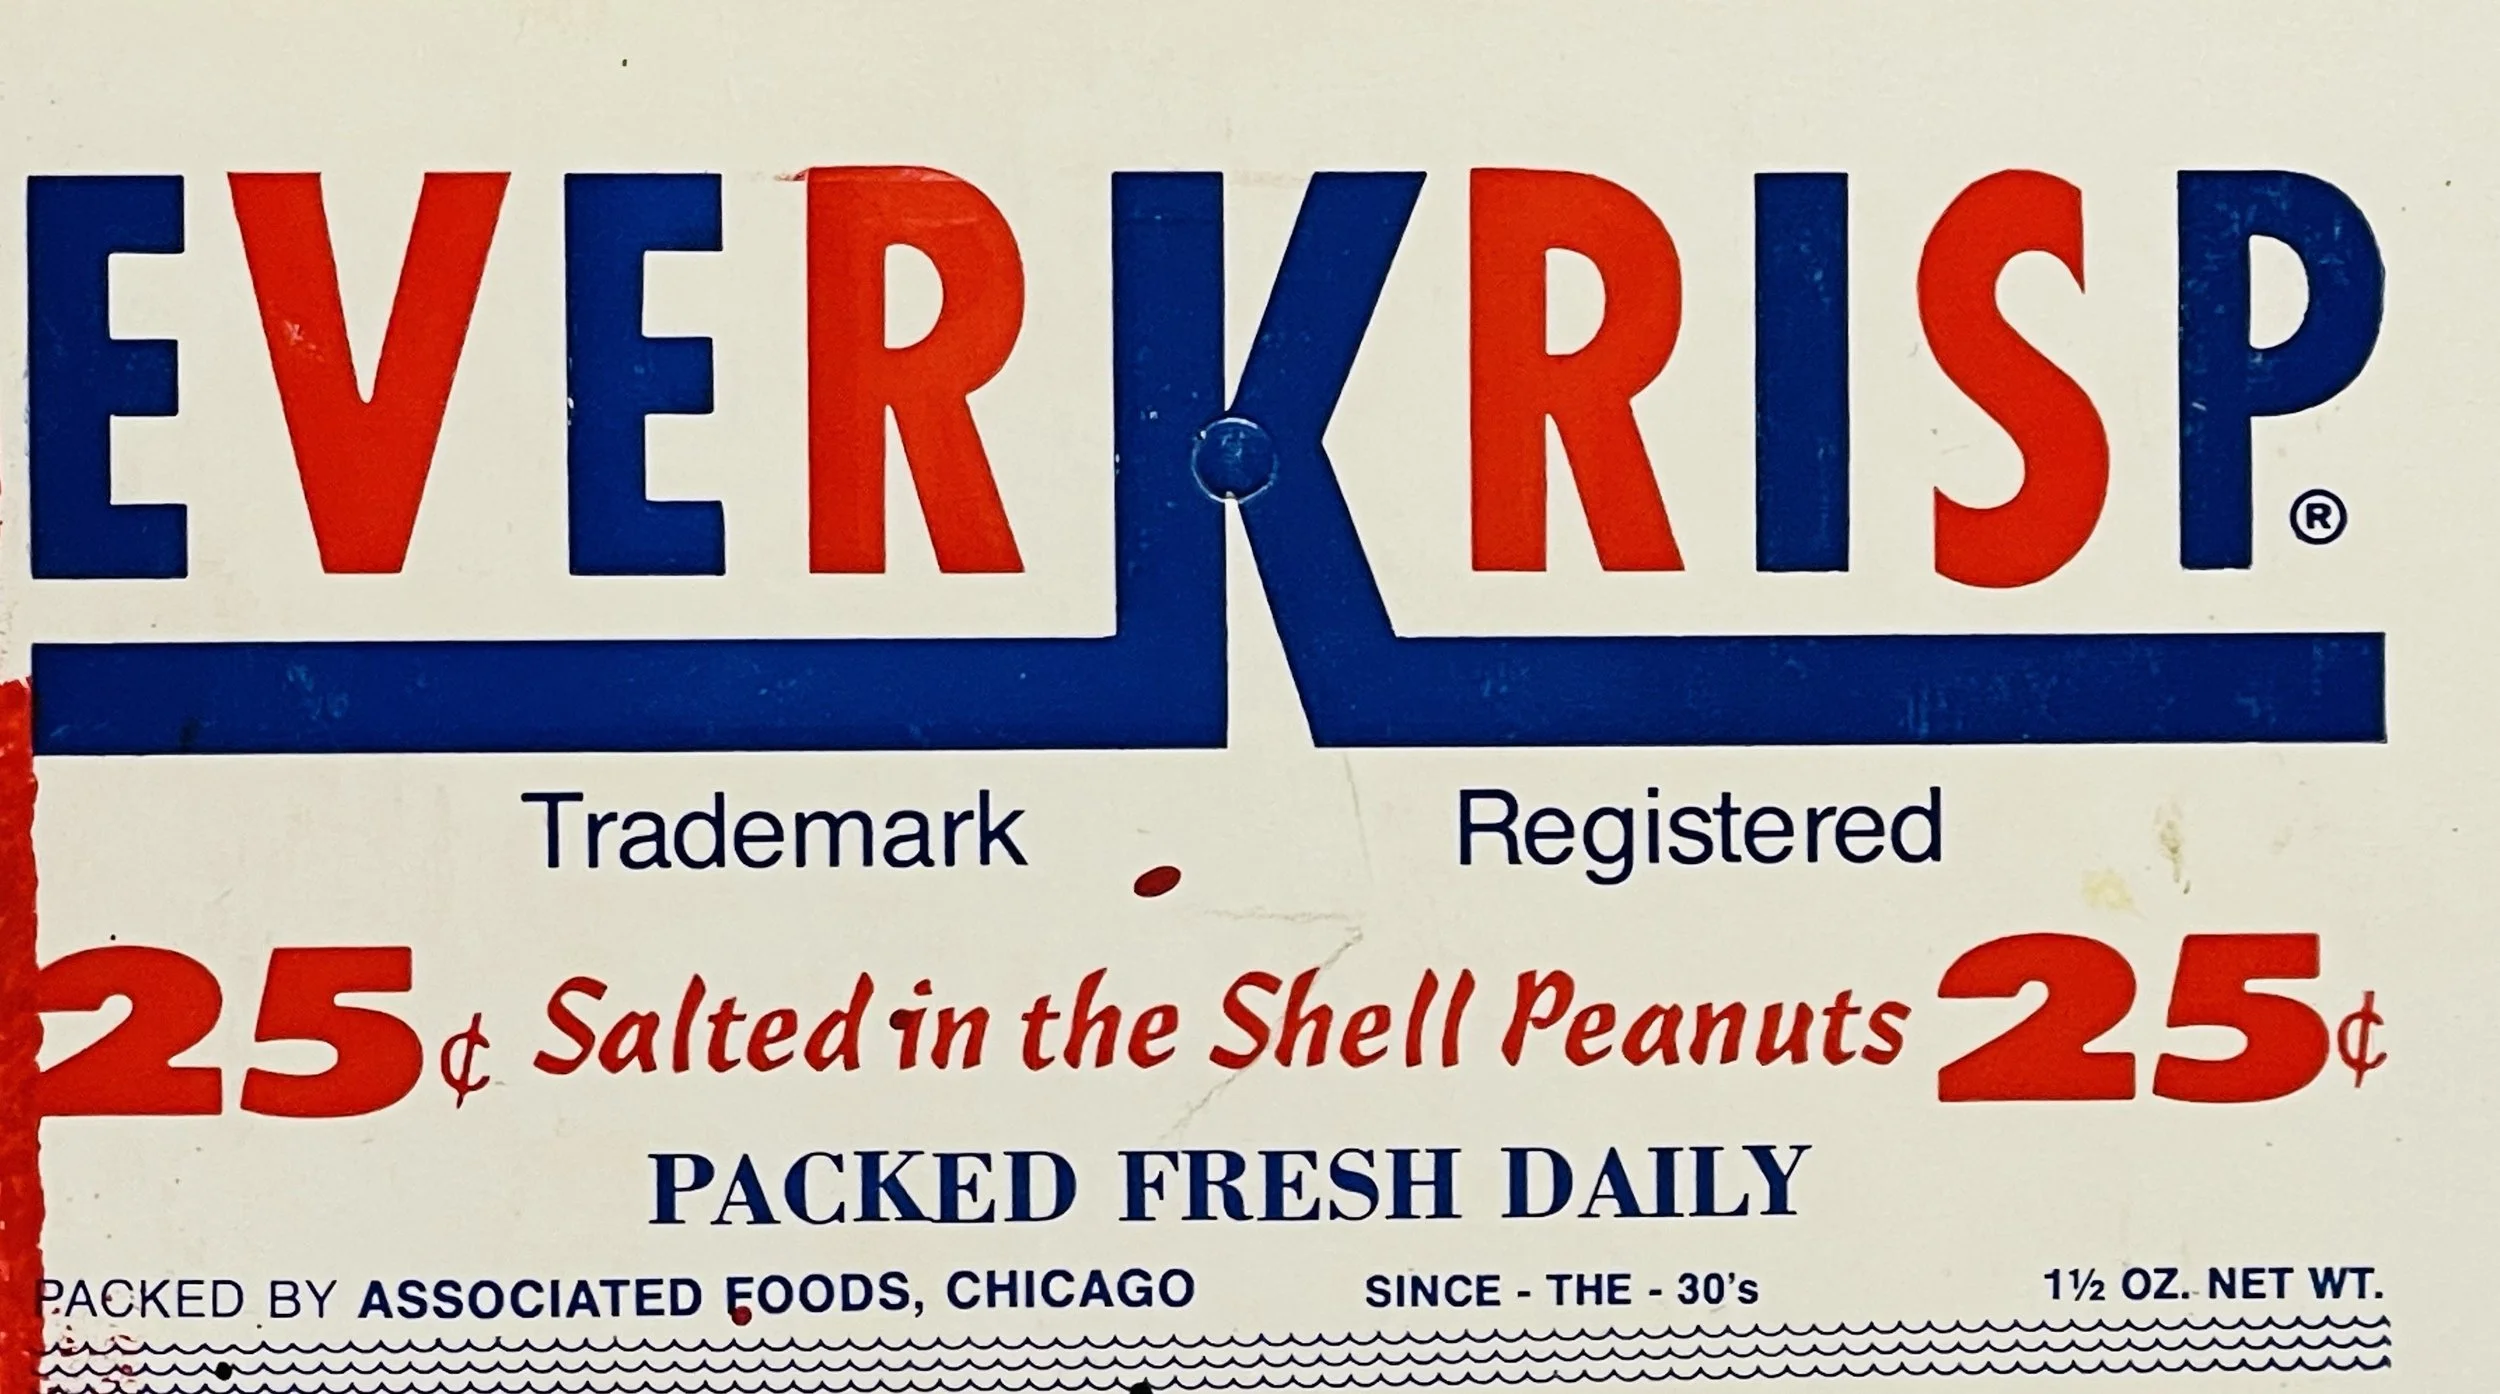 EVERKRISP®
Trademark Registered
25¢ Salted in the Shell Peanuts 25¢
PACKED FRESH DAILY
PACKED BY ASSOCIATED FOODS, CHICAGO SINCE - THE - 30's 1½ OZ. NET WT.